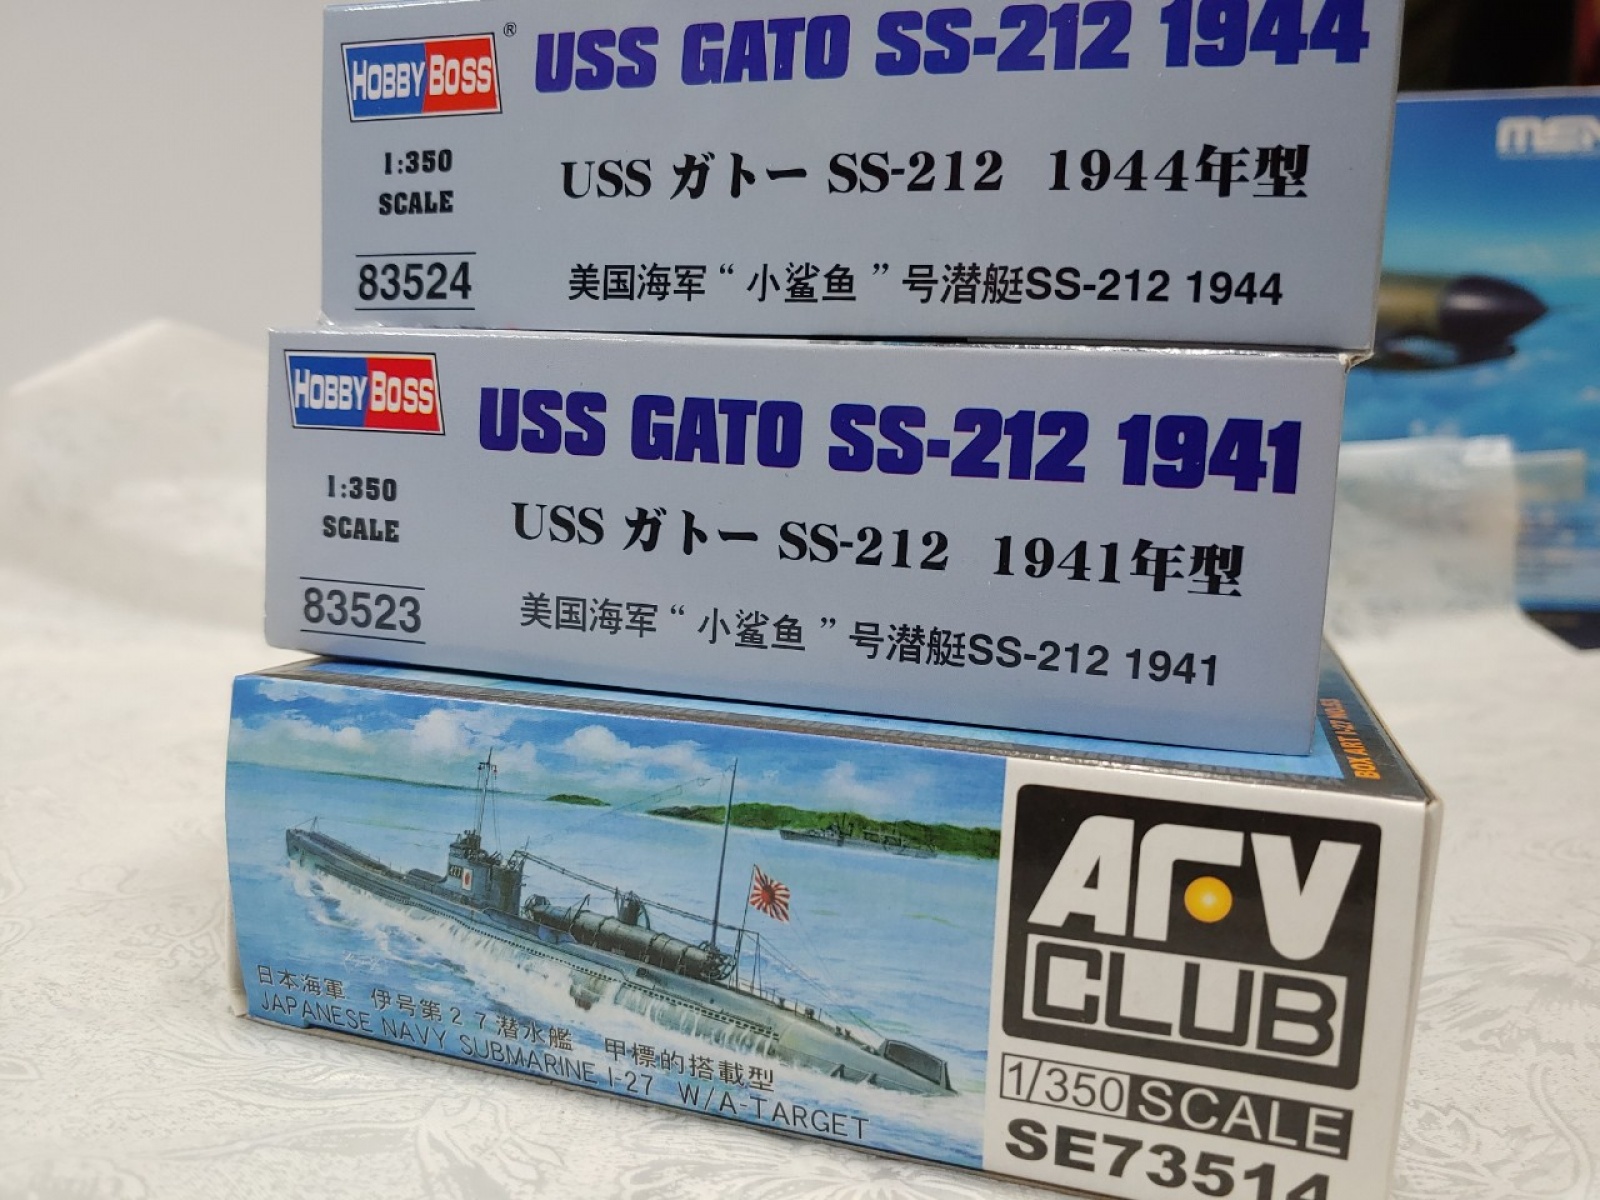 HOBBY BOSS ®
USS GATO SS-212 1944
1:350
SCALE
USS ガトー SS-212 1944年型
83524
美国海军“小鲨鱼”号潜艇SS-212 1944
HOBBY BOSS
USS GATO SS-212 1941
1:350
SCALE
USS ガトー SS-212 1941年型
83523
美国海军“小鲨鱼”号潜艇SS-212 1941
日本海軍 伊号第27潜水艦 甲標的搭載型
JAPANESE NAVY SUBMARINE I-27 W/A-TARGET
AFV
CLUB
1/350 SCALE
SE73514
BOX ART I-27